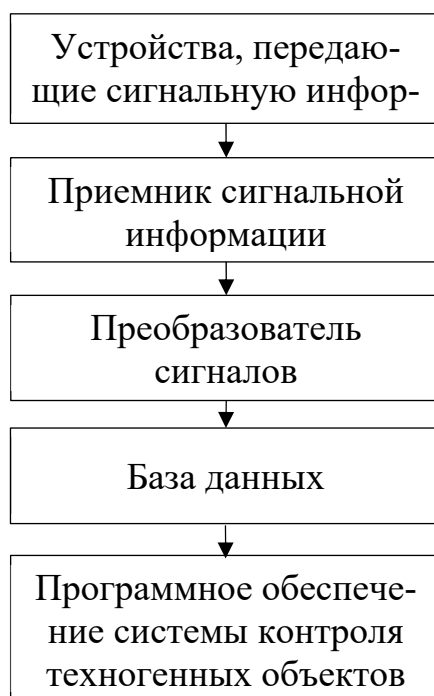 Устройства, передаю-
щие сигнальную инфор-
Приемник сигнальной
информации
Преобразователь
сигналов
База данных
Программное обеспече-
ние системы контроля
техногенных объектов